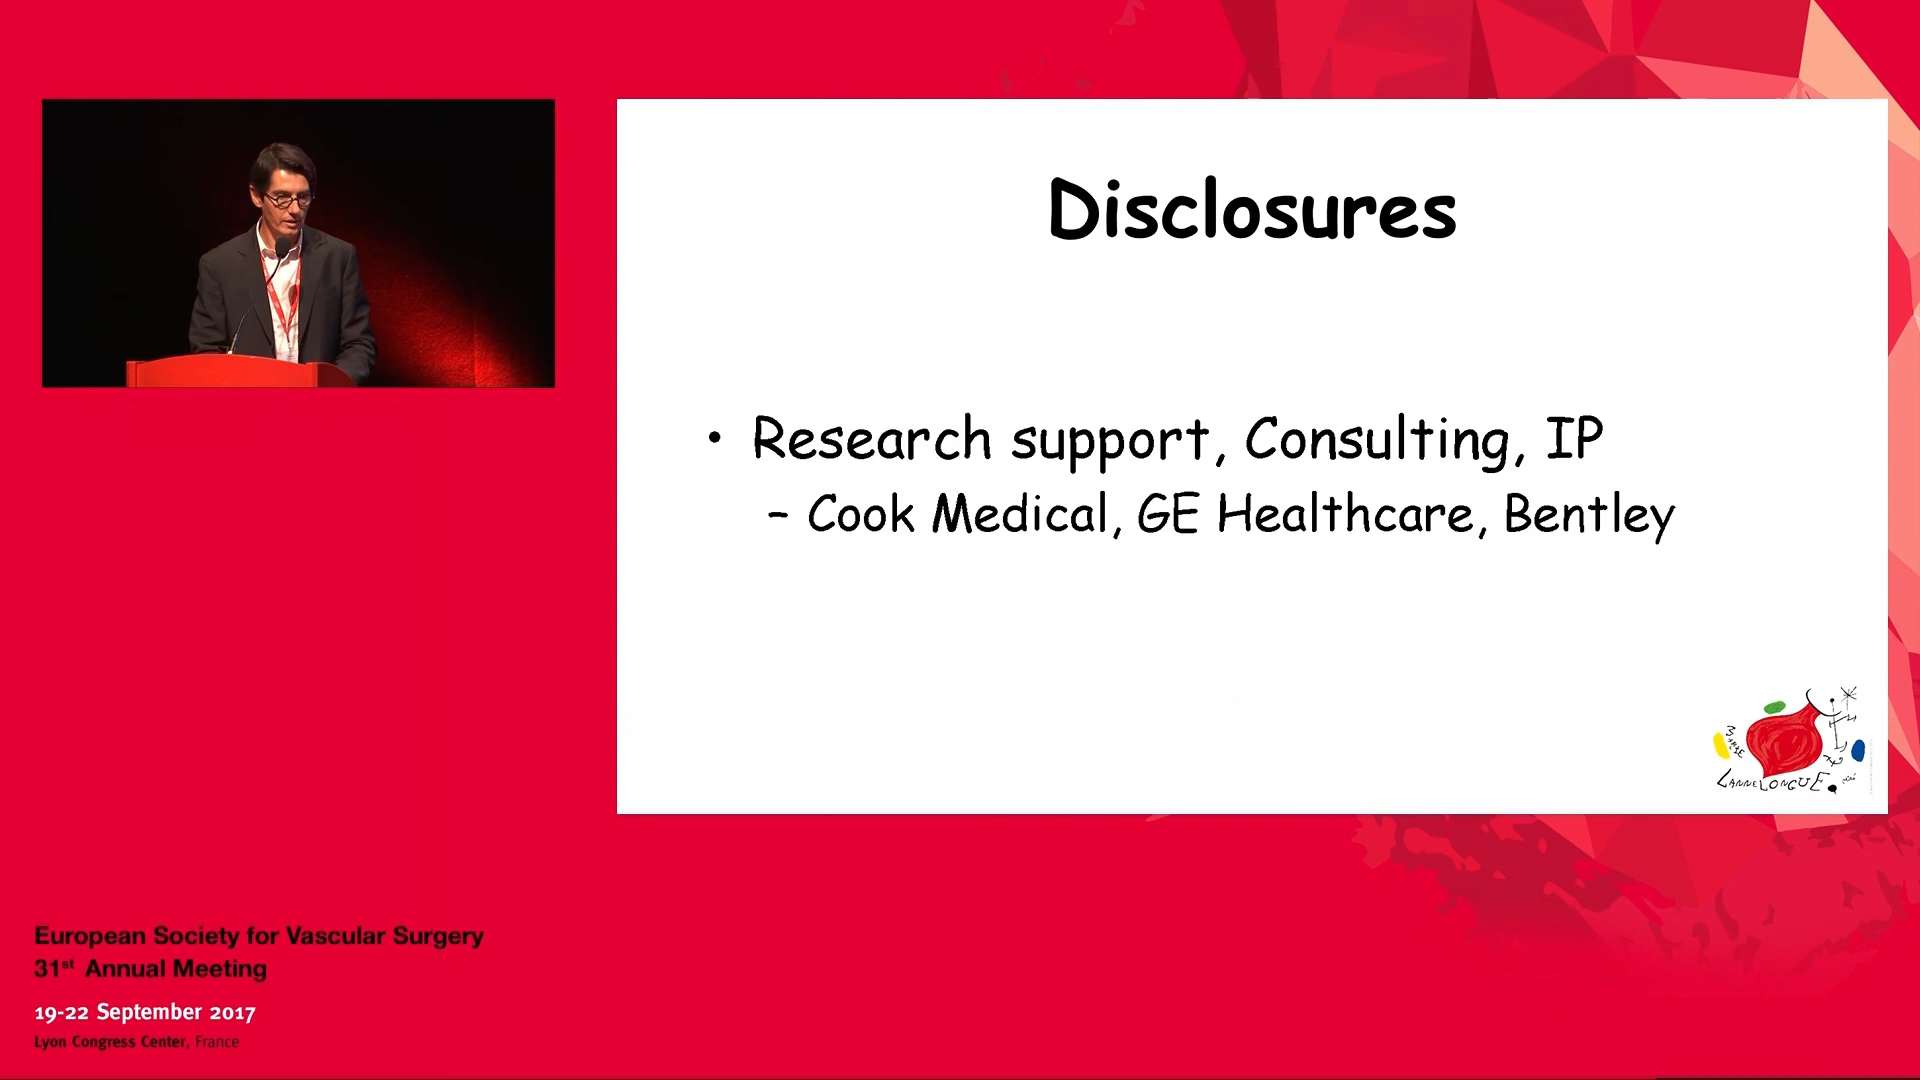 Disclosures
• Research support, Consulting, IP
– Cook Medical, GE Healthcare, Bentley
LANNELONGUE
European Society for Vascular Surgery
31st Annual Meeting
19-22 September 2017
Lyon Congress Center, France